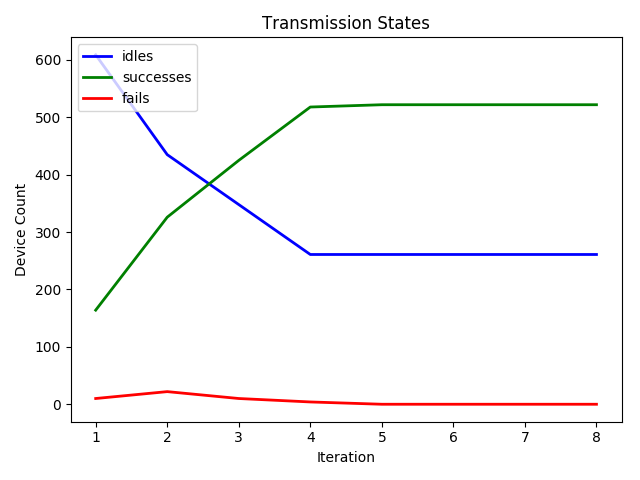 Transmission States
idles
successes
fails
Device Count
600
500
400
300
200
100
0
1 2 3 4 5 6 7 8
Iteration